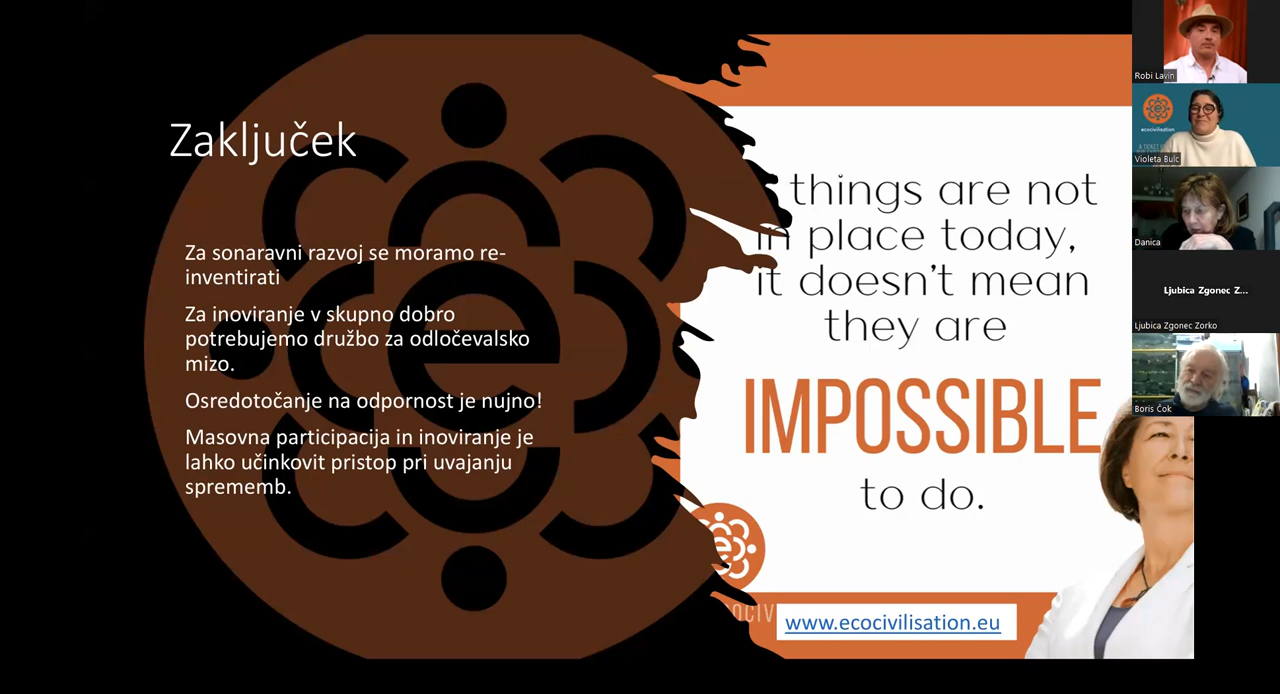 Zaključek
Za sonaravni razvoj se moramo re-
inventirati
Za inoviranje v skupno dobro
potrebujemo družbo za odločevalsko
mizo.
Osredotočanje na odpornost je nujno!
Masovna participacija in inoviranje je
lahko učinkovit pristop pri uvajanju
sprememb.
things are not
in place today,
it doesn't mean
they are
IMPOSSIBLE
to do.
www.ecocivilisation.eu
Robi Lavin
ecocivilisation
Violeta Bulc
Danica
Ljubica Zgonec Z...
Ljubica Zgonec Zorko
Boris Čok